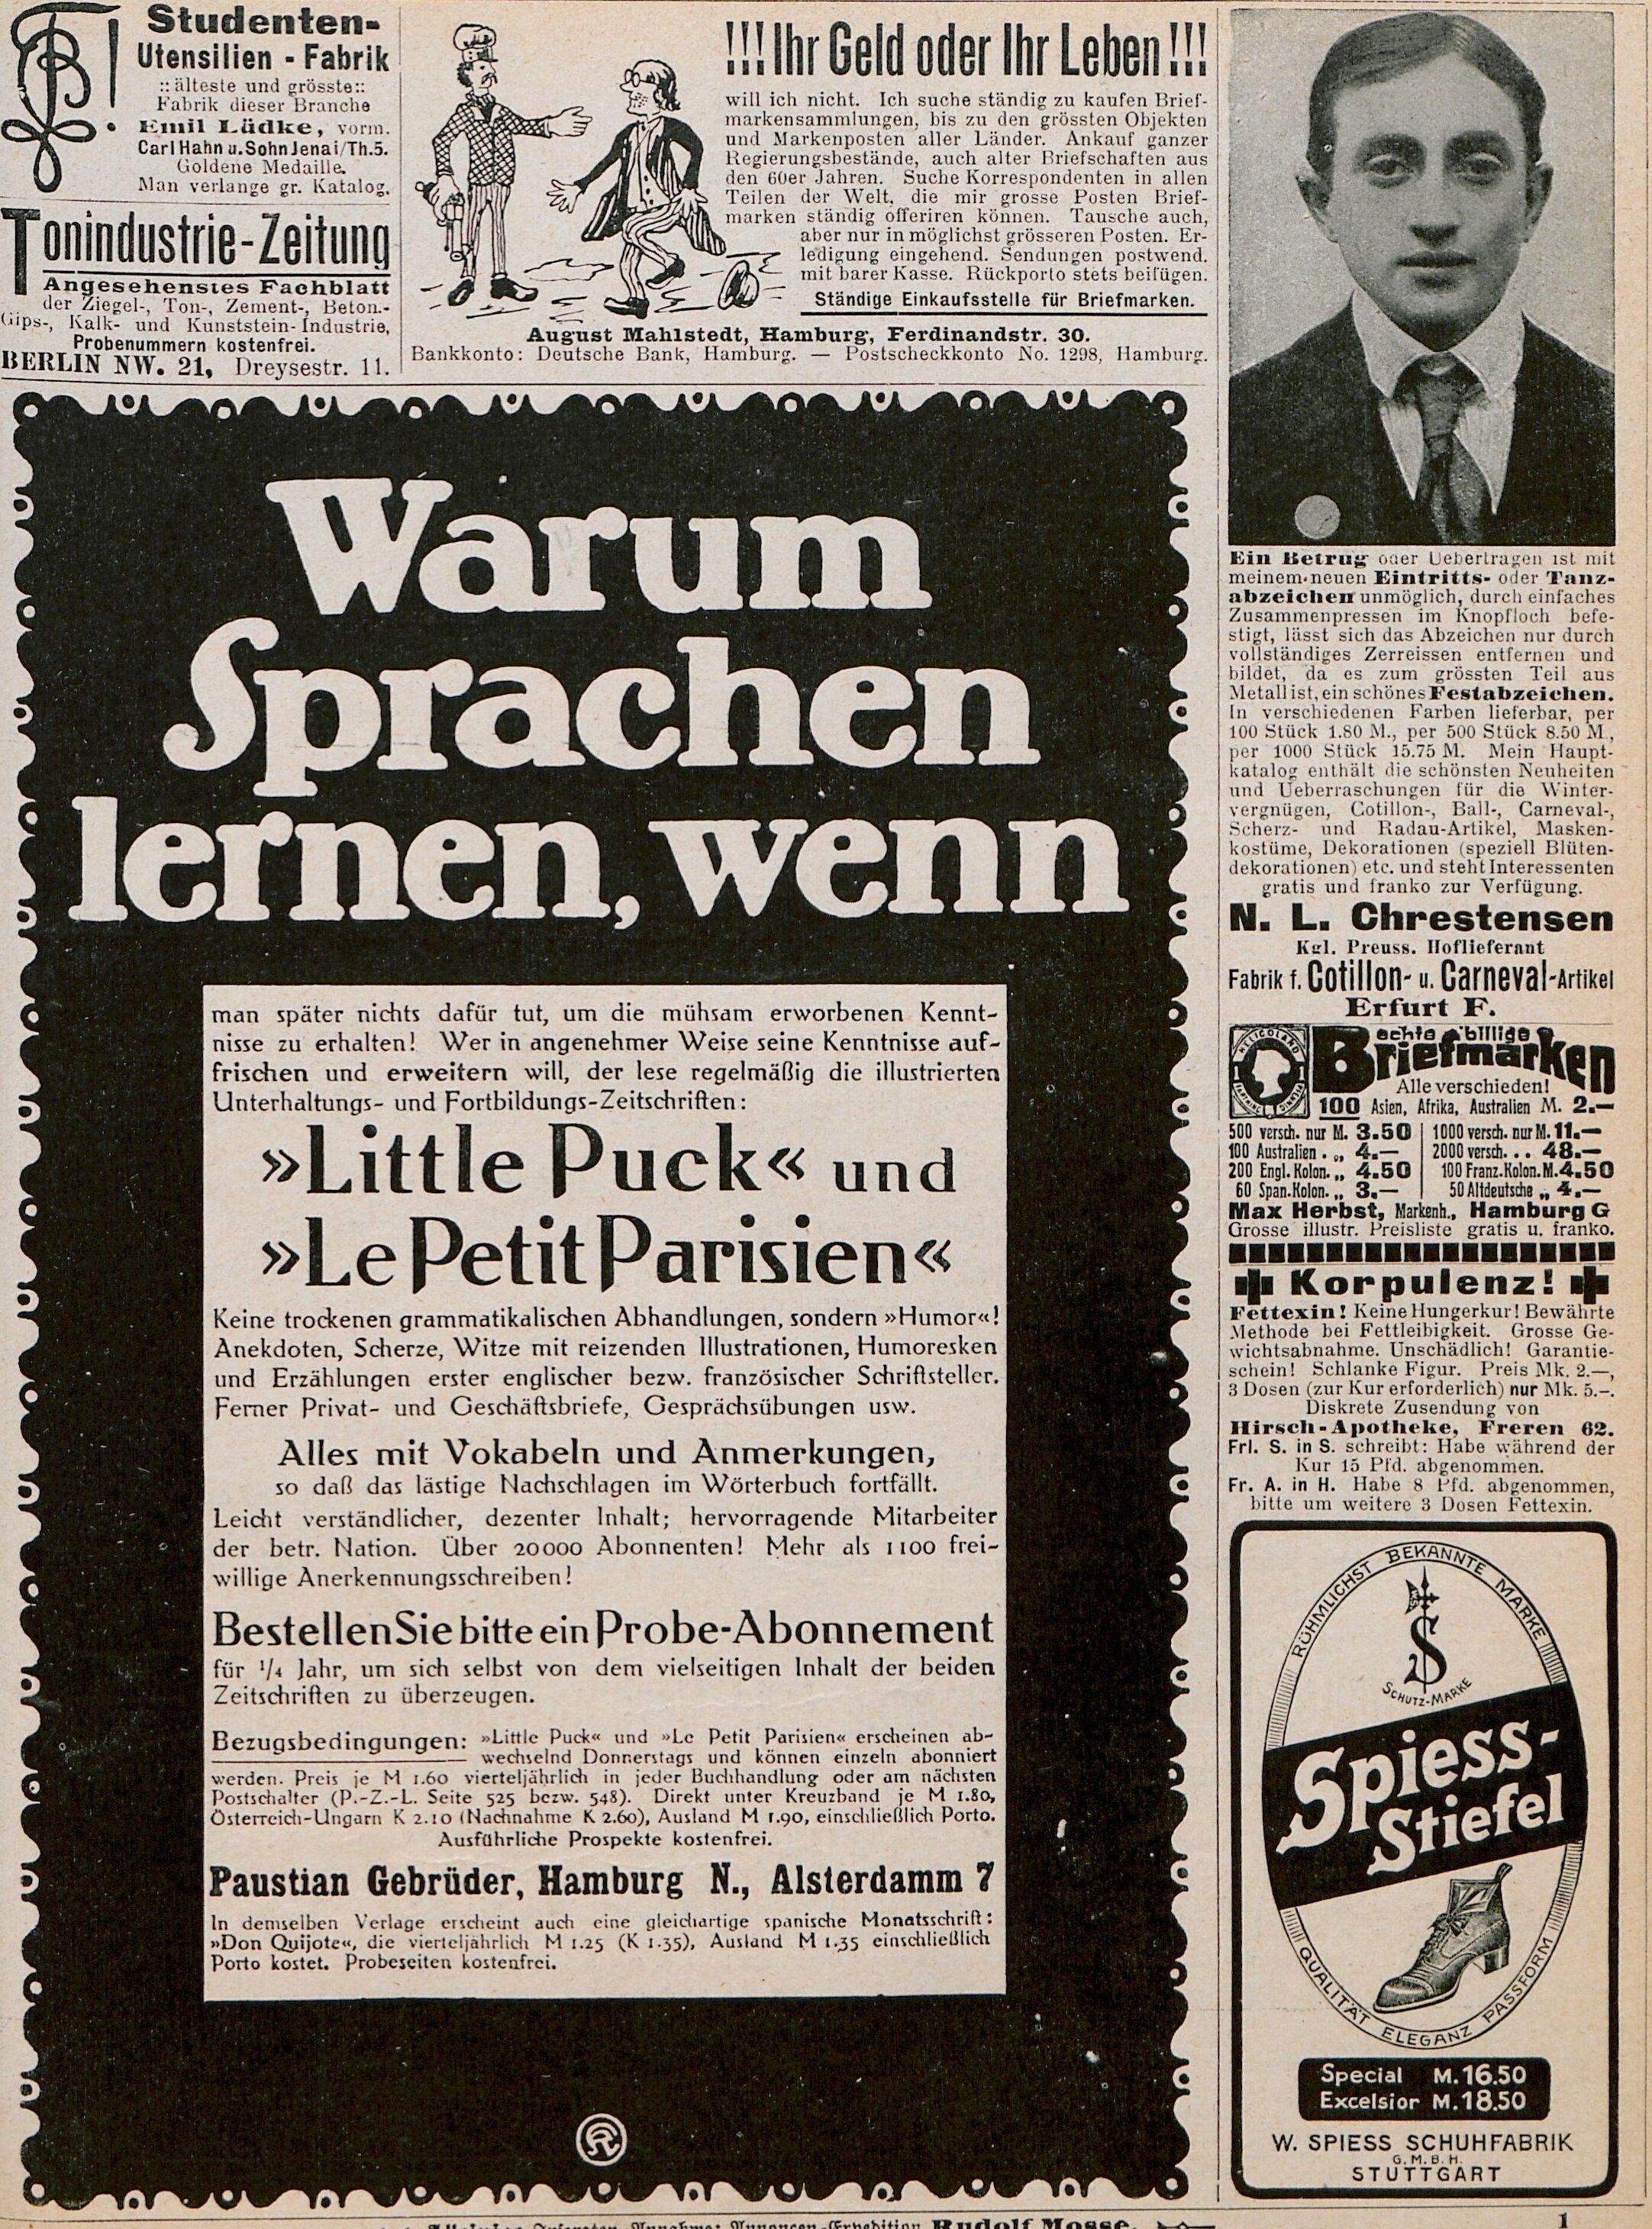 Studenten-
Utensilien - Fabrik
:: älteste und grösste ::
Fabrik dieser Branche
Emil Lüdke, vorm.
Carl Hahn u. Sohn Jena i/Th. 5.
Goldene Medaille.
Man verlange gr. Katalog.
Tonindustrie-Zeitung
Angesehenstes Fachblatt
der Ziegel-, Ton-, Zement-, Beton-
Gips-, Kalk- und Kunststein-Industrie,
Probenummern kostenfrei.
BERLIN NW. 21, Dreysestr. 11.
!!!Ihr Geld oder Ihr Leben!!!
will ich nicht. Ich suche ständig zu kaufen Brief-
markensammlungen, bis zu den grössten Objekten
und Markenposten aller Länder. Ankauf ganzer
Regierungsbestände, auch alter Briefschaften aus
den 60er Jahren. Suche Korrespondenten in allen
Teilen der Welt, die mir grosse Posten Brief-
marken ständig offeriren können. Tausche auch,
aber nur in möglichst grösseren Posten. Er-
ledigung eingehend. Sendungen postwend.
mit barer Kasse. Rückporto stets beifügen.
Ständige Einkaufsstelle für Briefmarken.
August Mahlstedt, Hamburg, Ferdinandstr. 30.
Bankkonto: Deutsche Bank, Hamburg. — Postscheckkonto No. 1298, Hamburg.
Warum
Sprachen
lernen, wenn
man später nichts dafür tut, um die mühsam erworbenen Kennt-
nisse zu erhalten! Wer in angenehmer Weise seine Kenntnisse auf-
frischen und erweitern will, der lese regelmäßig die illustrierten
Unterhaltungs- und Fortbildungs-Zeitschriften:
»Little Puck« und
»Le Petit Parisien«
Keine trockenen grammatikalischen Abhandlungen, sondern »Humor«!
Anekdoten, Scherze, Witze mit reizenden Illustrationen, Humoresken
und Erzählungen erster englischer bezw. französischer Schriftsteller.
Ferner Privat- und Geschäftsbriefe, Gesprächsübungen usw.
Alles mit Vokabeln und Anmerkungen,
so daß das lästige Nachschlagen im Wörterbuch fortfällt.
Leicht verständlicher, dezenter Inhalt; hervorragende Mitarbeiter
der betr. Nation. Über 20000 Abonnenten! Mehr als 1100 frei-
willige Anerkennungsschreiben!
Bestellen Sie bitte ein Probe-Abonnement
für 1/4 Jahr, um sich selbst von dem vielseitigen Inhalt der beiden
Zeitschriften zu überzeugen.
Bezugsbedingungen: »Little Puck« und »Le Petit Parisien« erscheinen ab-
wechselnd Donnerstags und können einzeln abonniert
werden. Preis je M 1.60 vierteljährlich in jeder Buchhandlung oder am nächsten
Postschalter (P.-Z.-L. Seite 525 bezw. 548). Direkt unter Kreuzband je M 1.80,
Österreich-Ungarn K 2.10 (Nachnahme K 2.60), Ausland M 1.90, einschließlich Porto.
Ausführliche Prospekte kostenfrei.
Paustian Gebrüder, Hamburg N., Alsterdamm 7
In demselben Verlage erscheint auch eine gleichartige spanische Monatsschrift:
»Don Quijote«, die vierteljährlich M 1.25 (K 1.35), Ausland M 1.35 einschließlich
Porto kostet. Probeseiten kostenfrei.
Ein Betrug oder Uebertragen ist mit
meinem neuen Eintritts- oder Tanz-
abzeichen unmöglich, durch einfaches
Zusammenpressen im Knopfloch befe-
stigt, lässt sich das Abzeichen nur durch
vollständiges Zerreissen entfernen und
bildet, da es zum grössten Teil aus
Metall ist, ein schönes Festabzeichen.
In verschiedenen Farben lieferbar, per
100 Stück 1.80 M., per 500 Stück 8.50 M.,
per 1000 Stück 15.75 M. Mein Haupt-
katalog enthält die schönsten Neuheiten
und Ueberraschungen für die Winter-
vergnügen, Cotillon-, Ball-, Carneval-,
Scherz- und Radau-Artikel, Masken-
kostüme, Dekorationen (speziell Blüten-
dekorationen) etc. und steht Interessenten
gratis und franko zur Verfügung.
N. L. Chrestensen
Kgl. Preuss. Hoflieferant
Fabrik f. Cotillon- u. Carneval-Artikel
Erfurt F.
HELIGOLAND
echte billige
Briefmarken
Alle verschieden!
100 Asien, Afrika, Australien M. 2.—
500 versch. nur M. 3.50 | 1000 versch. nur M. 11.—
100 Australien . „ 4.— | 2000 versch. . . 48.—
200 Engl. Kolon. „ 4.50 | 100 Franz. Kolon. M. 4.50
60 Span. Kolon. „ 3.— | 50 Altdeutsche „ 4.—
Max Herbst, Markenh., Hamburg G
Grosse illustr. Preisliste gratis u. franko.
Korpulenz!
Fettexin! Keine Hungerkur! Bewährte
Methode bei Fettleibigkeit. Grosse Ge-
wichtsabnahme. Unschädlich! Garantie-
schein! Schlanke Figur. Preis Mk. 2.—,
3 Dosen (zur Kur erforderlich) nur Mk. 5.—.
Diskrete Zusendung von
Hirsch-Apotheke, Freren 62.
Frl. S. in S. schreibt: Habe während der
Kur 15 Pfd. abgenommen.
Fr. A. in H. Habe 8 Pfd. abgenommen,
bitte um weitere 3 Dosen Fettexin.
RÜHMLICHST BEKANNTE MARKE
S
SCHUTZ-MARKE
Spiess-
Stiefel
QUALITÄT ELEGANZ PASSFORM
Special M. 16.50
Excelsior M. 18.50
W. SPIESS SCHUHFABRIK
G.M.B.H.
STUTTGART
Annoncen-Expedition Rudolf Mosse.
1